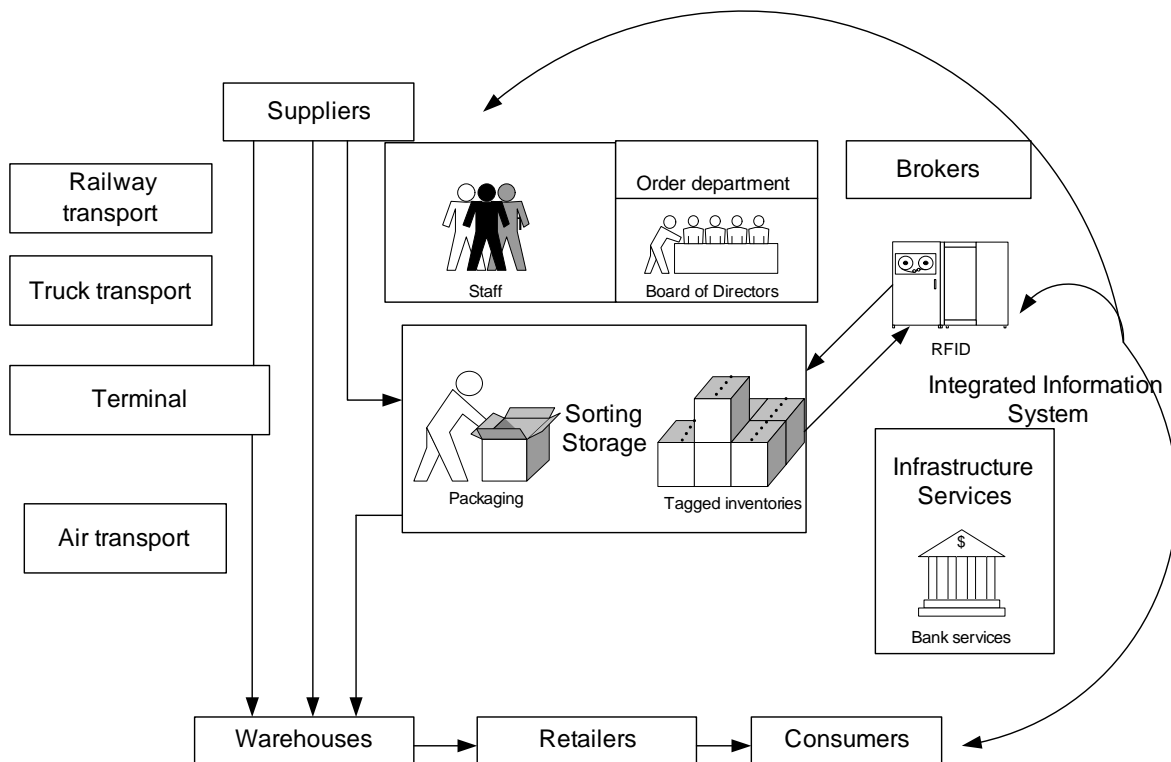 Suppliers
Railway
transport
Truck transport
Terminal
Air transport
Staff
Order department
Board of Directors
Brokers
RFID
Integrated Information
System
Sorting
Storage
Packaging
Tagged inventories
Infrastructure
Services
$
Bank services
Warehouses
Retailers
Consumers